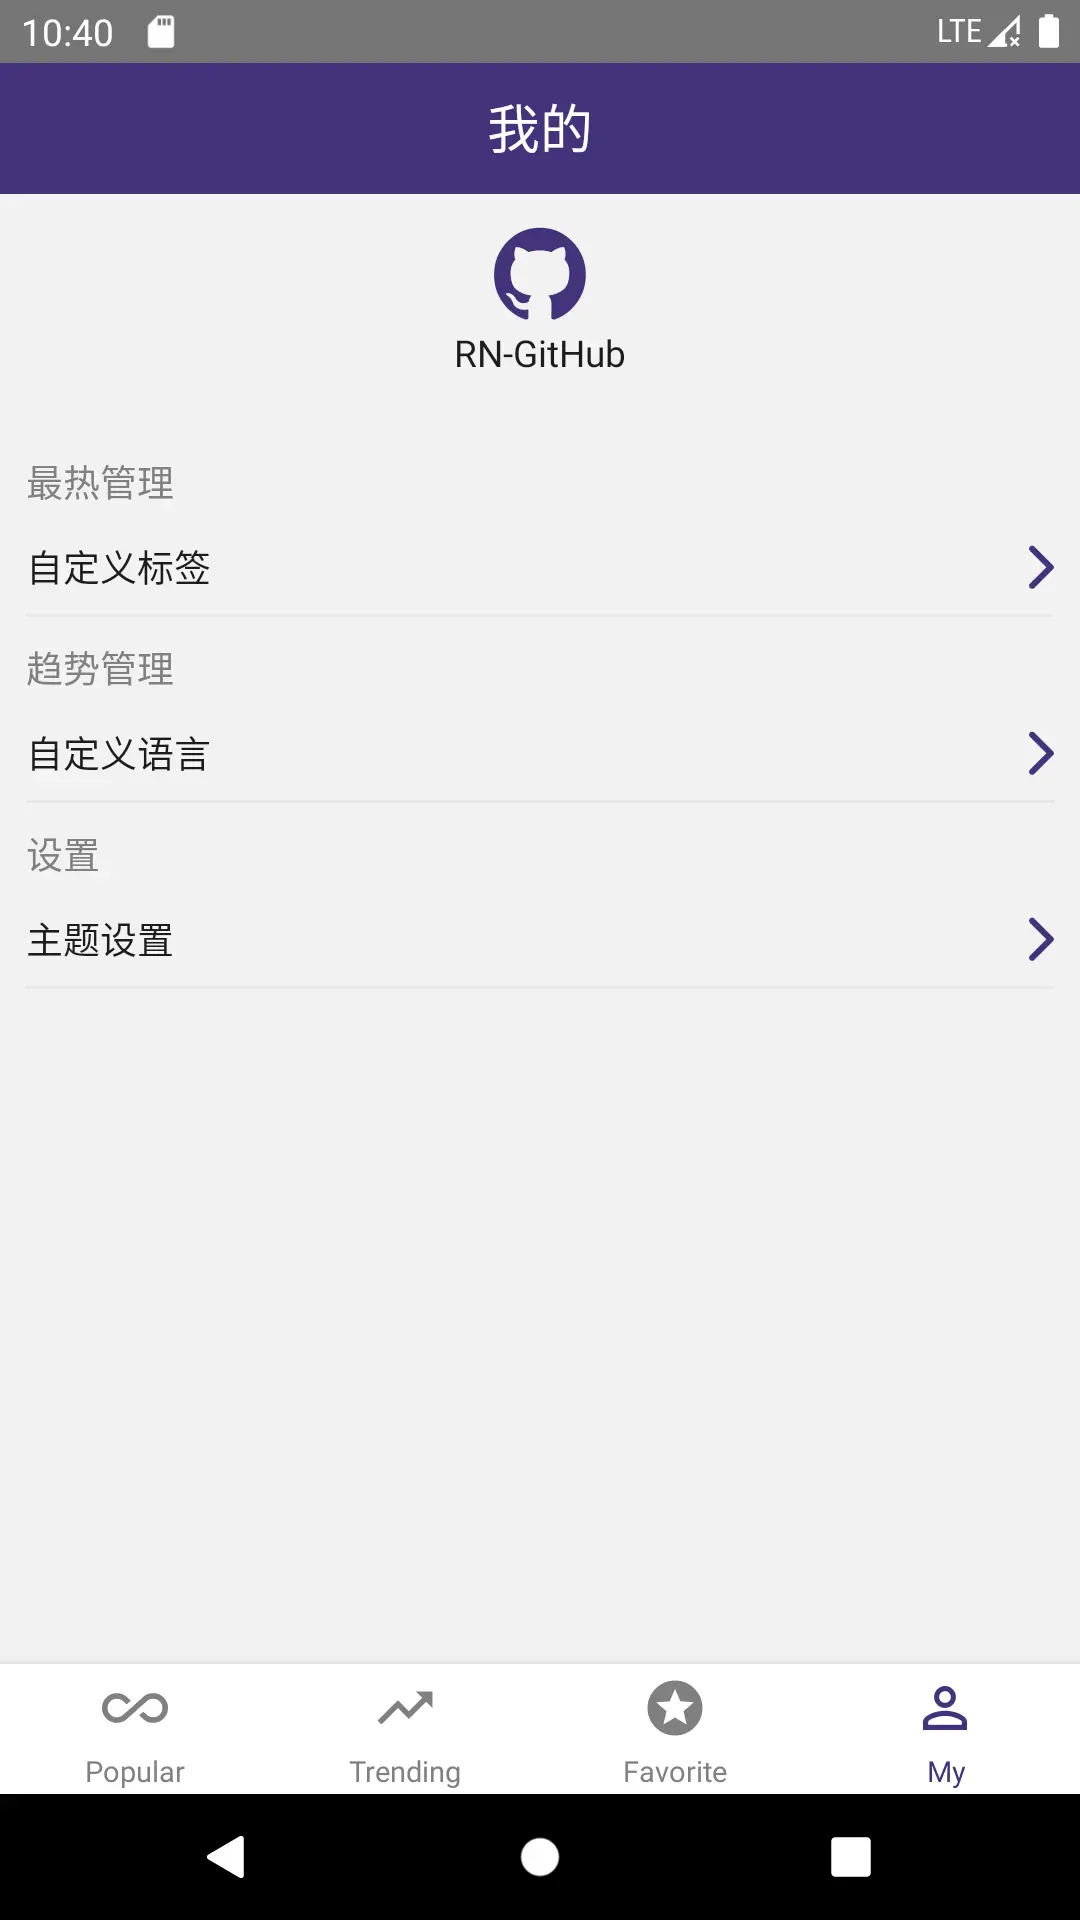 10:40
LTE
我的
RN-GitHub
最热管理
自定义标签
趋势管理
自定义语言
设置
主题设置
Popular
Trending
Favorite
My